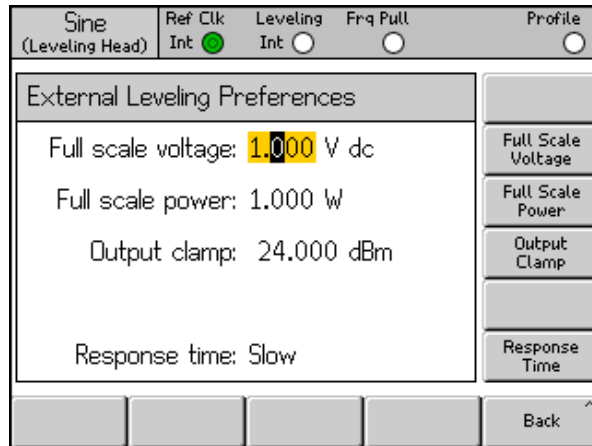 Sine
(Leveling Head)
Ref Clk
Int
Leveling
Int
Frq Pull
Profile
External Leveling Preferences
Full scale voltage: 1.000 V dc
Full scale power: 1.000 W
Output clamp: 24.000 dBm
Response time: Slow
Full Scale
Voltage
Full Scale
Power
Output
Clamp
Response
Time
Back